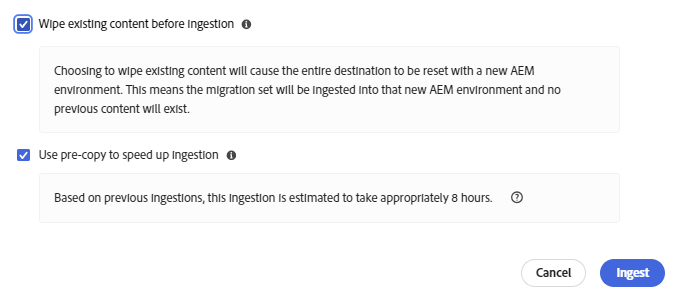 Wipe existing content before ingestion
Choosing to wipe existing content will cause the entire destination to be reset with a new AEM
environment. This means the migration set will be ingested into that new AEM environment and no
previous content will exist.
Use pre-copy to speed up ingestion
Based on previous ingestions, this ingestion is estimated to take appropriately 8 hours.
Cancel Ingest